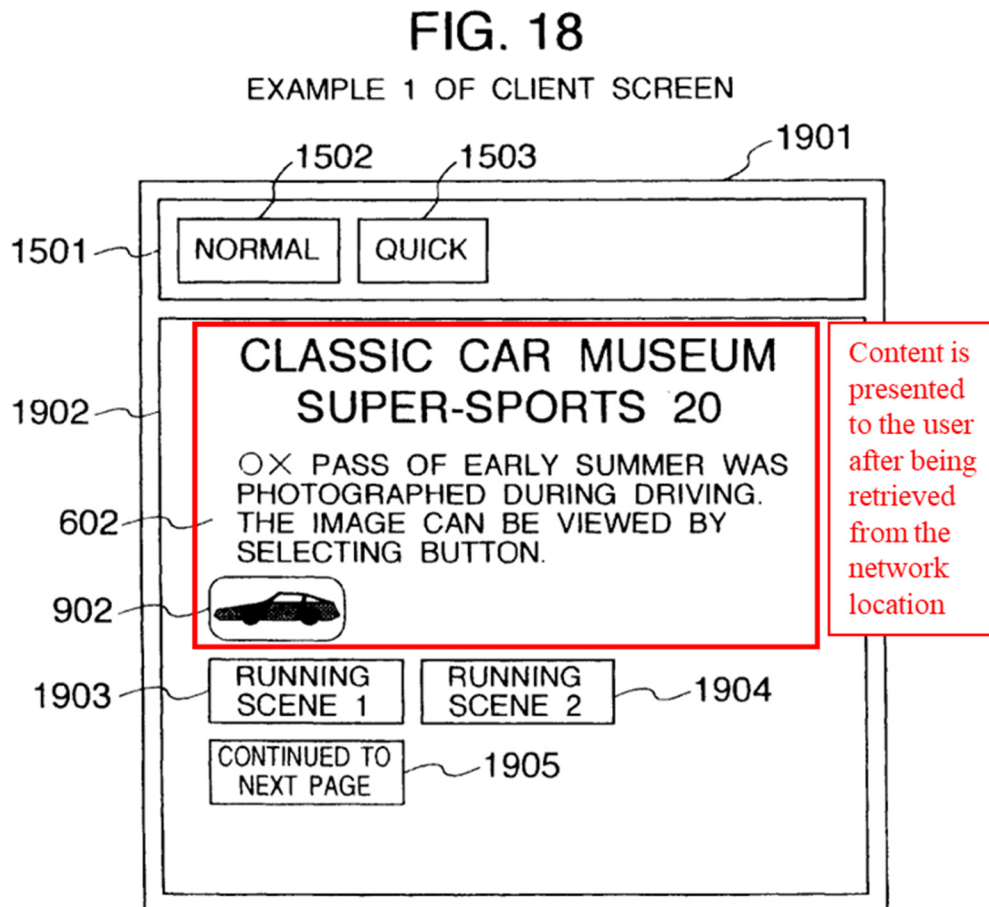 FIG. 18
EXAMPLE 1 OF CLIENT SCREEN
1502
1503
1901
1501
NORMAL
QUICK
1902
CLASSIC CAR MUSEUM
SUPER-SPORTS 20
○× PASS OF EARLY SUMMER WAS
PHOTOGRAPHED DURING DRIVING.
602
THE IMAGE CAN BE VIEWED BY
SELECTING BUTTON.
902
Content is
presented
to the user
after being
retrieved
from the
network
location
1903
RUNNING
SCENE 1
RUNNING
SCENE 2
1904
CONTINUED TO
NEXT PAGE
1905